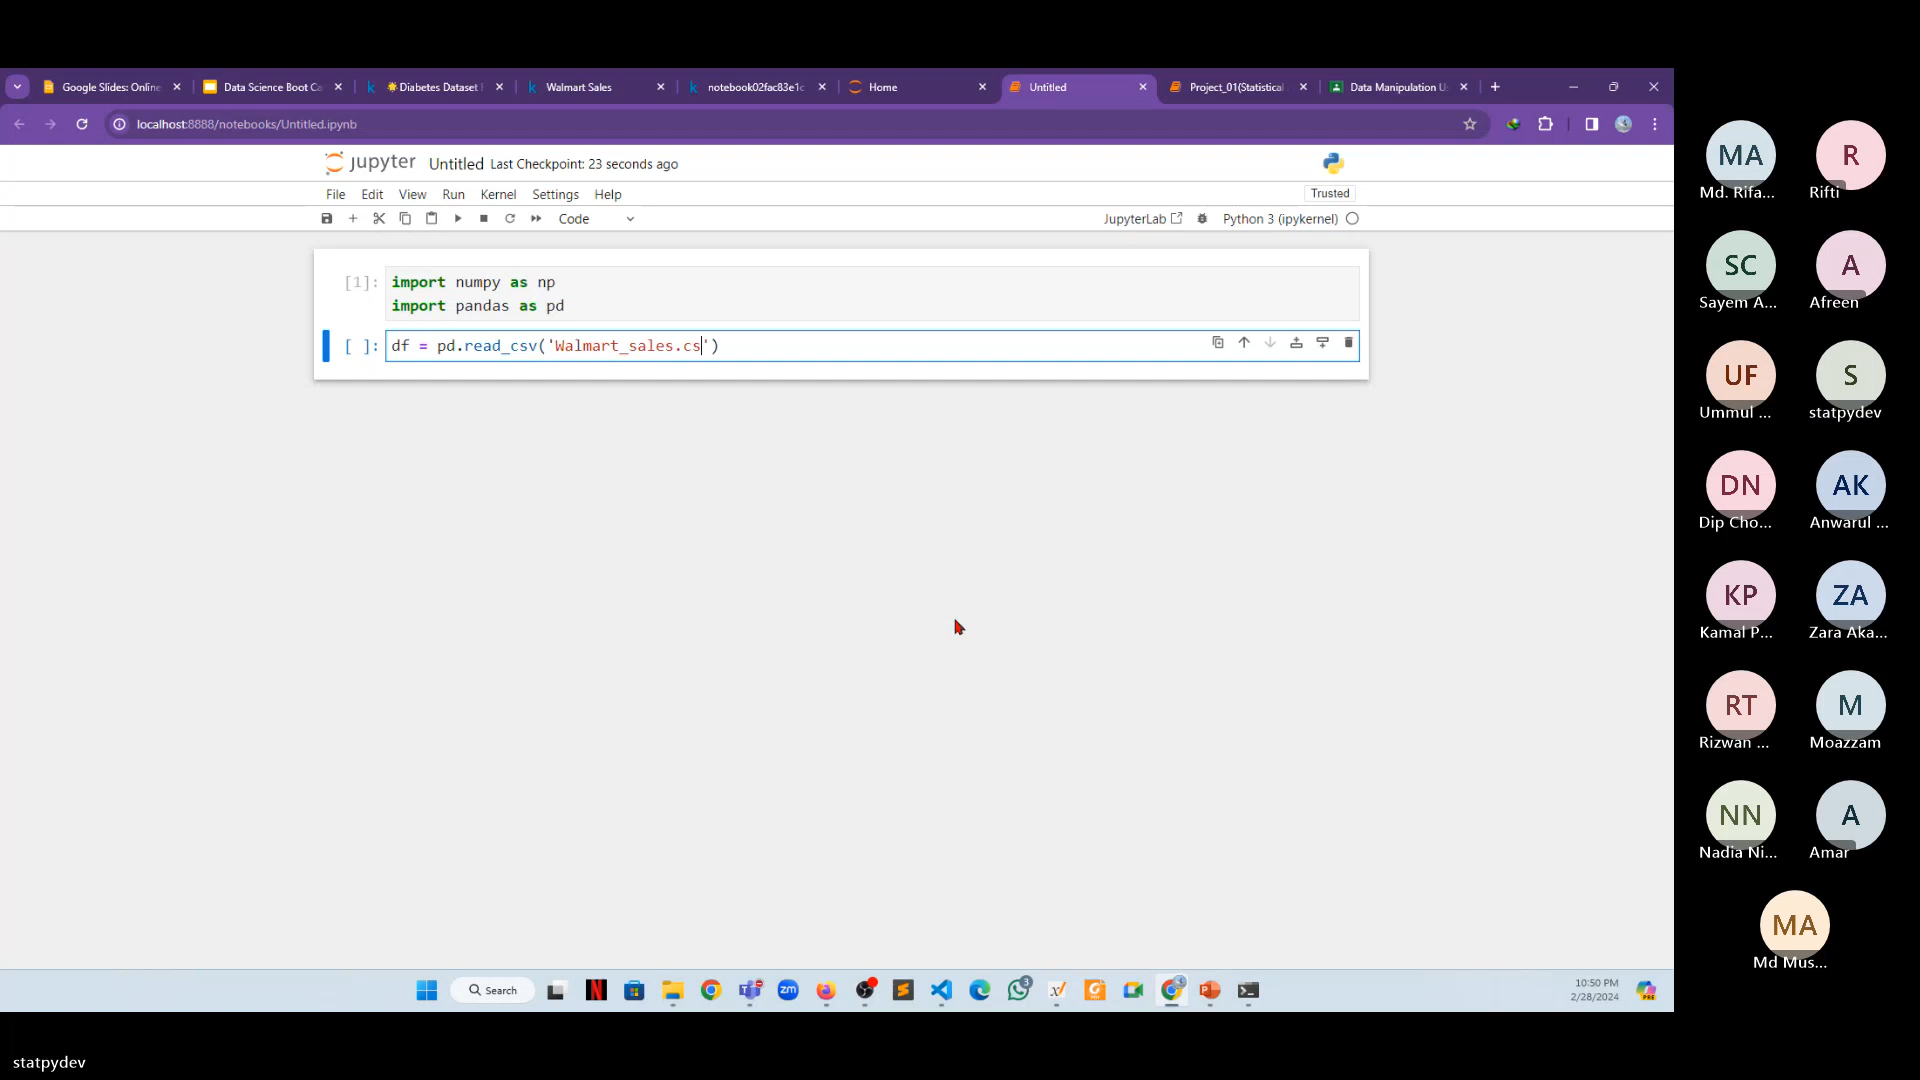 Google Slides: Online
Data Science Boot Ca
Diabetes Dataset
Walmart Sales
notebook02fac83e1c
Home
Untitled
Project_01(Statistical
Data Manipulation U
localhost:8888/notebooks/Untitled.ipynb
jupyter Untitled Last Checkpoint: 23 seconds ago
File Edit View Run Kernel Settings Help
Trusted
Code
JupyterLab
Python 3 (ipykernel)
[1]: import numpy as np
import pandas as pd
[ ]: df = pd.read_csv('Walmart_sales.cs')
MA
Md. Rifa...
R
Rifti
SC
Sayem A...
A
Afreen
UF
Ummul ...
S
statpydev
DN
Dip Cho...
AK
Anwarul ...
KP
Kamal P...
ZA
Zara Aka...
RT
Rizwan ...
M
Moazzam
NN
Nadia Ni...
A
Amar
MA
Md Mus...
Search
zm
3
10:50 PM
2/28/2024
PRE
statpydev